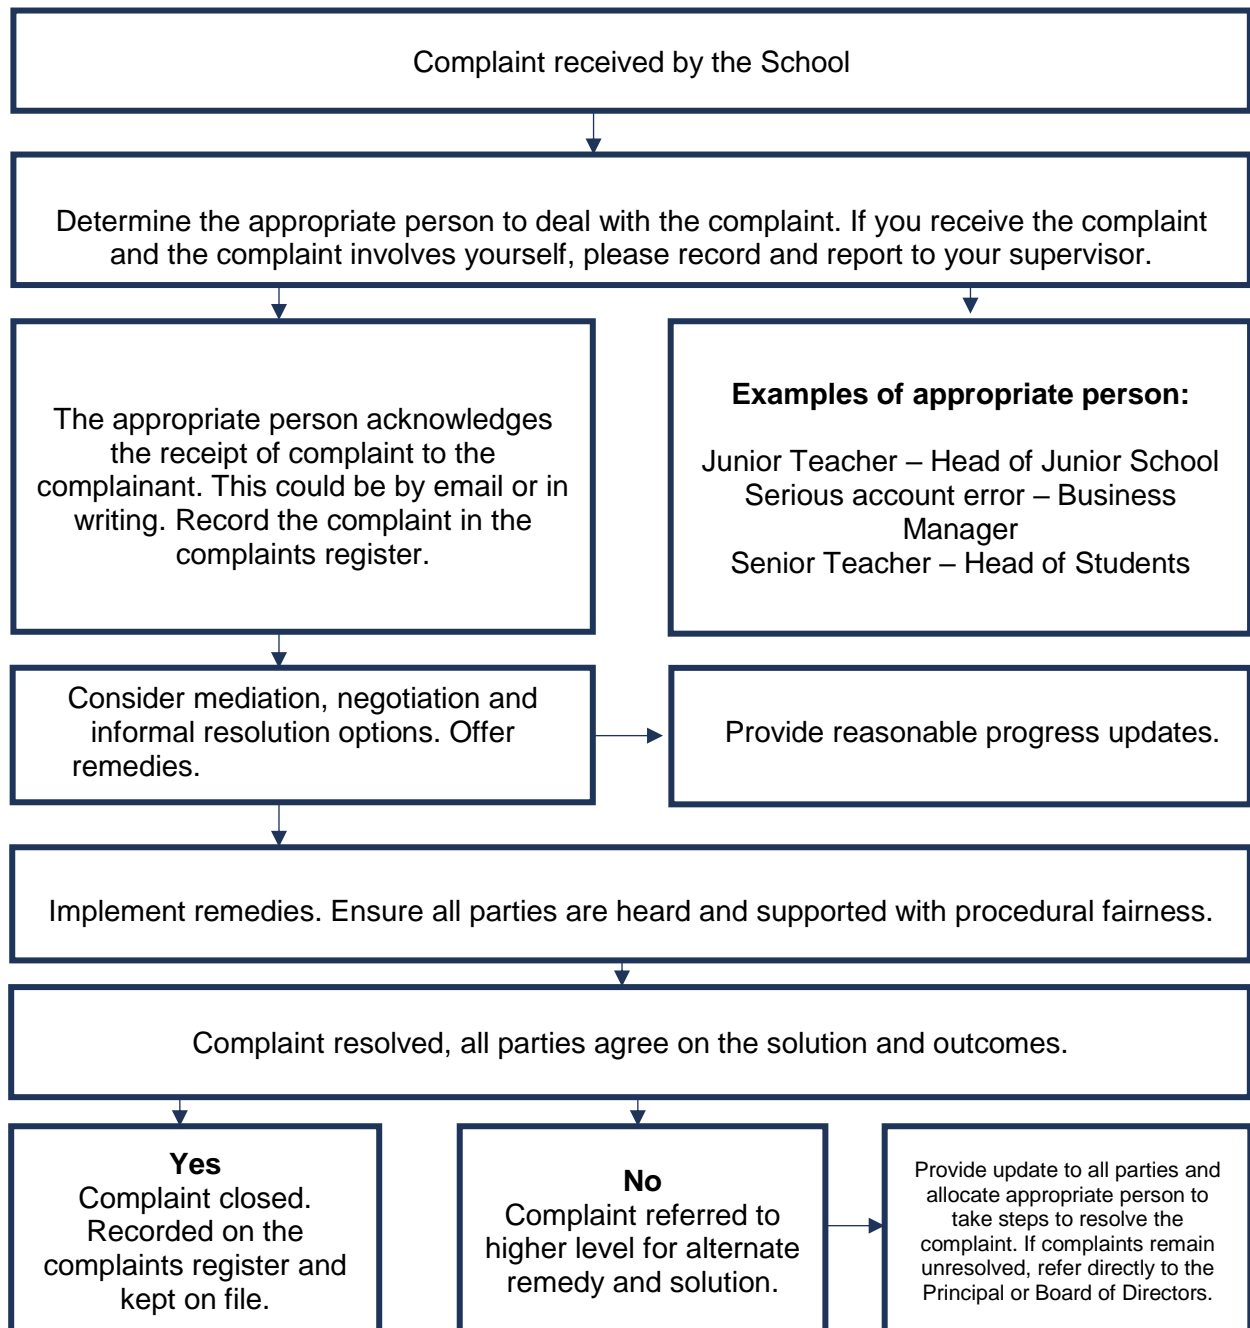 Complaint received by the School
Determine the appropriate person to deal with the complaint. If you receive the complaint
and the complaint involves yourself, please record and report to your supervisor.
The appropriate person acknowledges
the receipt of complaint to the
complainant. This could be by email or in
writing. Record the complaint in the
complaints register.
Examples of appropriate person:
Junior Teacher – Head of Junior School
Serious account error – Business
Manager
Senior Teacher – Head of Students
Consider mediation, negotiation and
informal resolution options. Offer
remedies.
Provide reasonable progress updates.
Implement remedies. Ensure all parties are heard and supported with procedural fairness.
Complaint resolved, all parties agree on the solution and outcomes.
Yes
Complaint closed.
Recorded on the
complaints register and
kept on file.
No
Complaint referred to
higher level for alternate
remedy and solution.
Provide update to all parties and
allocate appropriate person to
take steps to resolve the
complaint. If complaints remain
unresolved, refer directly to the
Principal or Board of Directors.